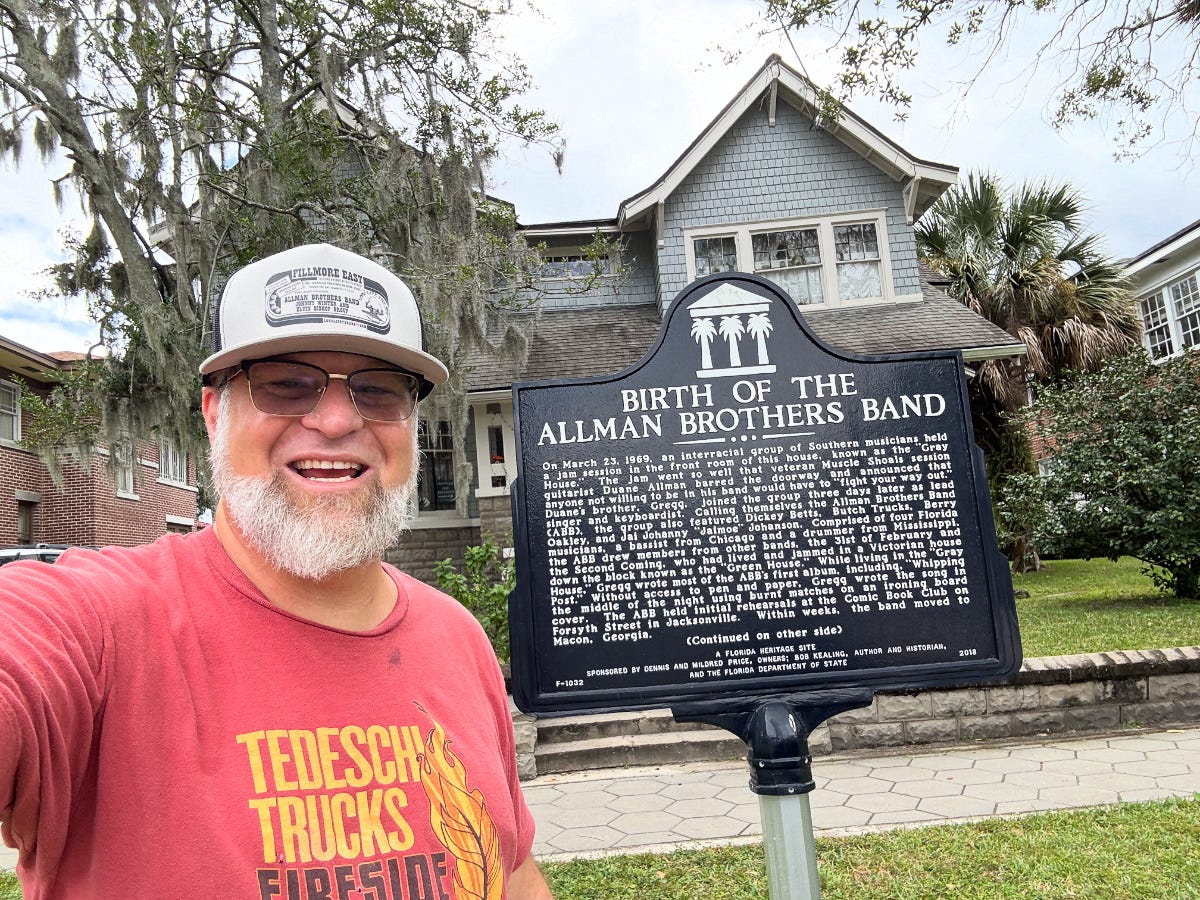 FILLMORE EAST
ALLMAN BROTHERS BAND
JOHNNY WINTER AND
ELVIN BISHOP GROUP
TEDESCHI
TRUCKS
FIRESIDE
BIRTH OF THE
ALLMAN BROTHERS BAND
On March 23, 1969, an interracial group of Southern musicians held
a jam session in the front room of this house, known as the "Gray
House." The jam went so well that veteran Muscle Shoals session
guitarist Duane Allman barred the doorway and announced that
anyone not willing to be in his band would have to "fight your way out."
Duane's brother, Gregg, joined the group three days later as lead
singer and keyboardist. Calling themselves the Allman Brothers Band
(ABB), the group also featured Dickey Betts, Butch Trucks, Berry
Oakley, and Jai Johanny "Jaimoe" Johanson. Comprised of four Florida
musicians, a bassist from Chicago and a drummer from Mississippi,
the ABB drew members from other bands, the 31st of February and
the Second Coming, who had lived and jammed in a Victorian house
down the block known as the "Green House." While living in the "Gray
House," Gregg wrote most of the ABB's first album, including, "Whipping
Post." Without access to pen and paper, Gregg wrote the song in
the middle of the night using burnt matches on an ironing board
cover. The ABB held initial rehearsals at the Comic Book Club on
Forsyth Street in Jacksonville. Within weeks, the band moved to
Macon, Georgia.
(Continued on other side)
A FLORIDA HERITAGE SITE
SPONSORED BY DENNIS AND MILDRED PRICE, OWNERS; BOB KEALING, AUTHOR AND HISTORIAN,
AND THE FLORIDA DEPARTMENT OF STATE
F-1032
2018